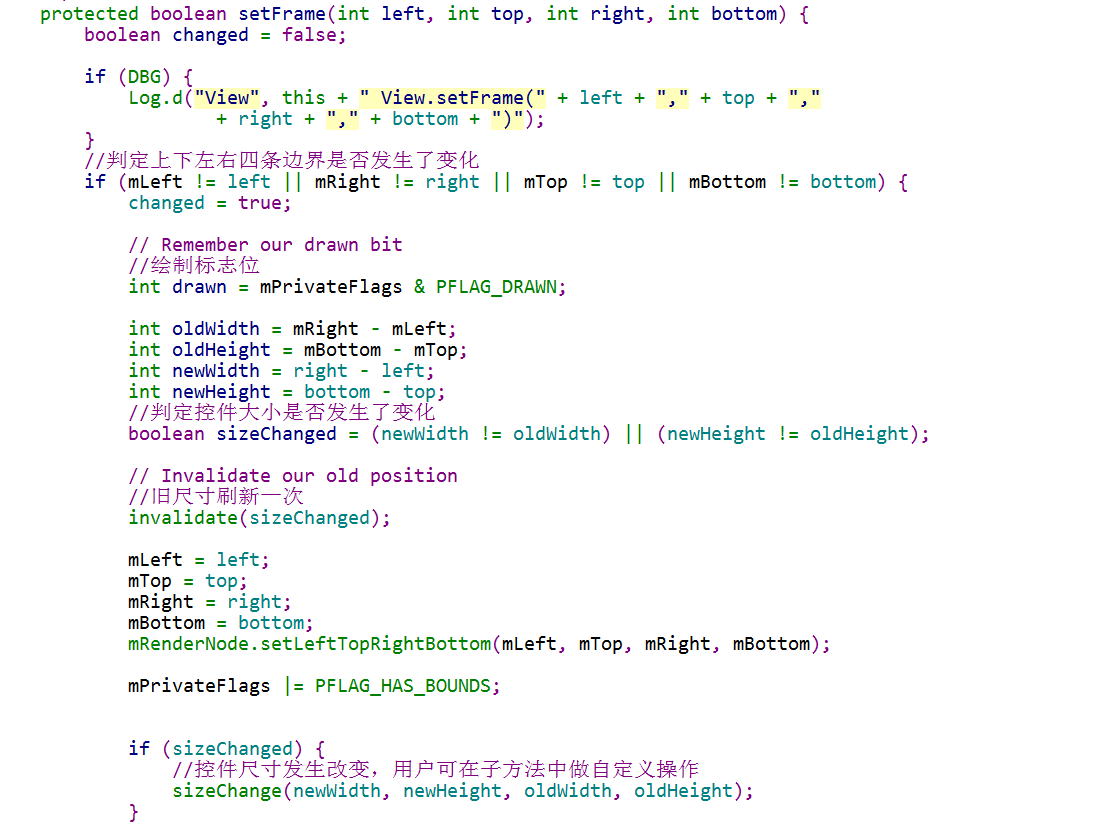 protected boolean setFrame(int left, int top, int right, int bottom) {
boolean changed = false;
if (DBG) {
Log.d("View", this + " View.setFrame(" + left + "," + top + ","
+ right + "," + bottom + ")");
}
//判定上下左右四条边界是否发生了变化
if (mLeft != left || mRight != right || mTop != top || mBottom != bottom) {
changed = true;
// Remember our drawn bit
//绘制标志位
int drawn = mPrivateFlags & PFLAG_DRAWN;
int oldWidth = mRight - mLeft;
int oldHeight = mBottom - mTop;
int newWidth = right - left;
int newHeight = bottom - top;
//判定控件大小是否发生了变化
boolean sizeChanged = (newWidth != oldWidth) || (newHeight != oldHeight);
// Invalidate our old position
//旧尺寸刷新一次
invalidate(sizeChanged);
mLeft = left;
mTop = top;
mRight = right;
mBottom = bottom;
mRenderNode.setLeftTopRightBottom(mLeft, mTop, mRight, mBottom);
mPrivateFlags |= PFLAG_HAS_BOUNDS;
if (sizeChanged) {
//控件尺寸发生改变，用户可在子方法中做自定义操作
sizeChange(newWidth, newHeight, oldWidth, oldHeight);
}